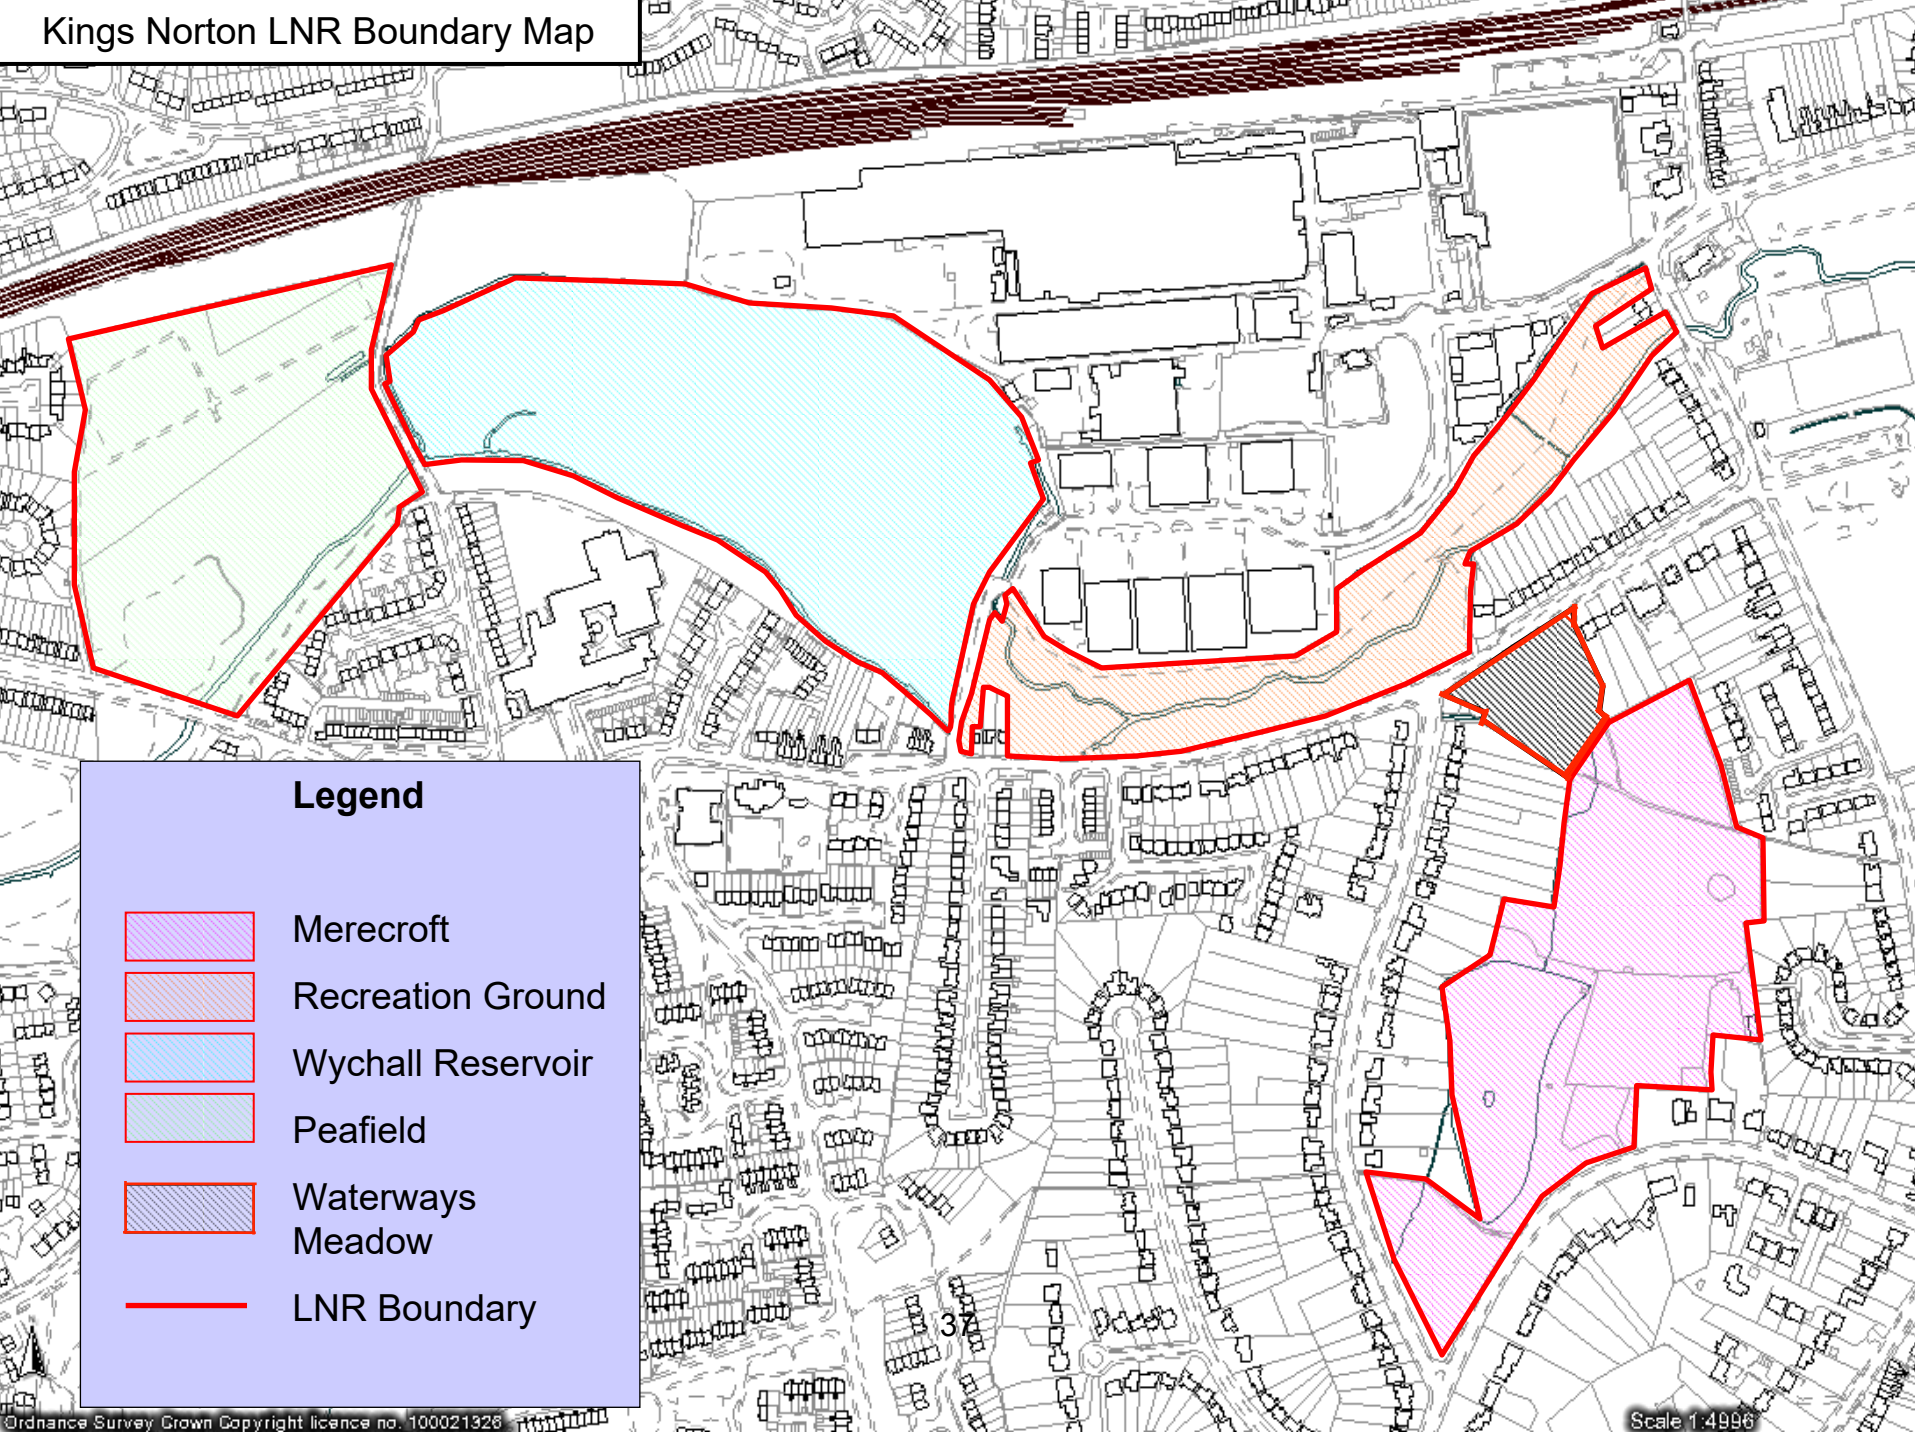 Kings Norton LNR Boundary Map
Legend
Merecroft
Recreation Ground
Wychall Reservoir
Peafield
Waterways
Meadow
LNR Boundary
37
Ordnance Survey Crown Copyright licence no. 100021326
Scale 1:4996